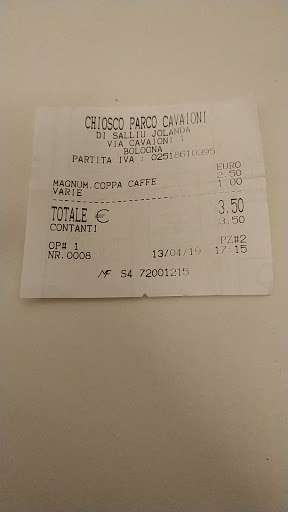 CHIOSCO PARCO CAVAIONI
DI SALLIU JOLANDA
VIA CAVAIONI 1
BOLOGNA
PARTITA IVA : 02518610395
EURO
MAGNUM.COPPA CAFFE 2.50
VARIE 1.00
TOTALE € 3,50
CONTANTI 3.50
OP# 1 PZ#2
NR.0008 13/04/19 17-15
MF S4 72001215